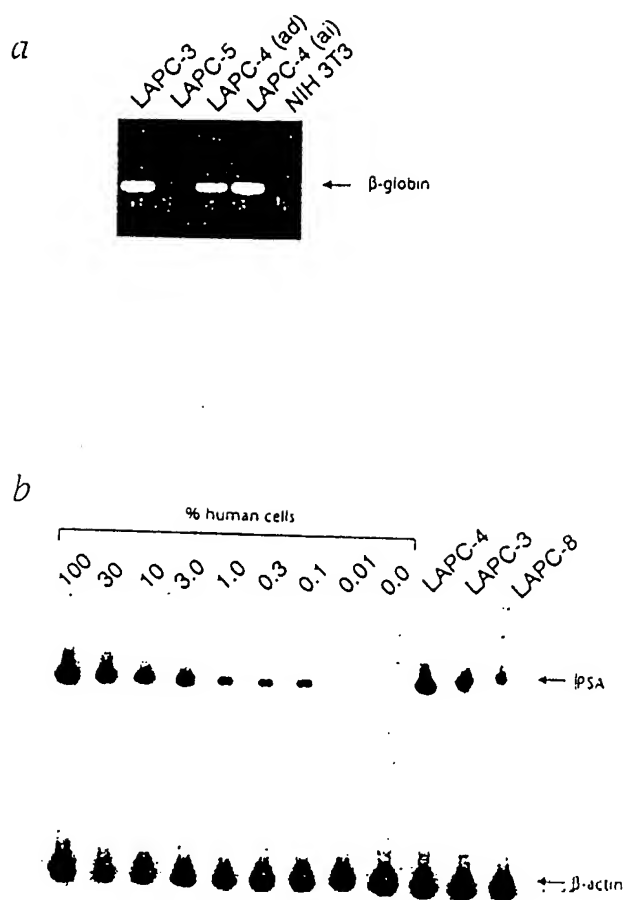 a
LAPC-3
LAPC-5
LAPC-4 (ad)
LAPC-4 (ai)
NIH 3T3
β-globin
b
% human cells
100
30
10
3.0
1.0
0.3
0.1
0.01
0.0
LAPC-4
LAPC-3
LAPC-8
PSA
β-actin